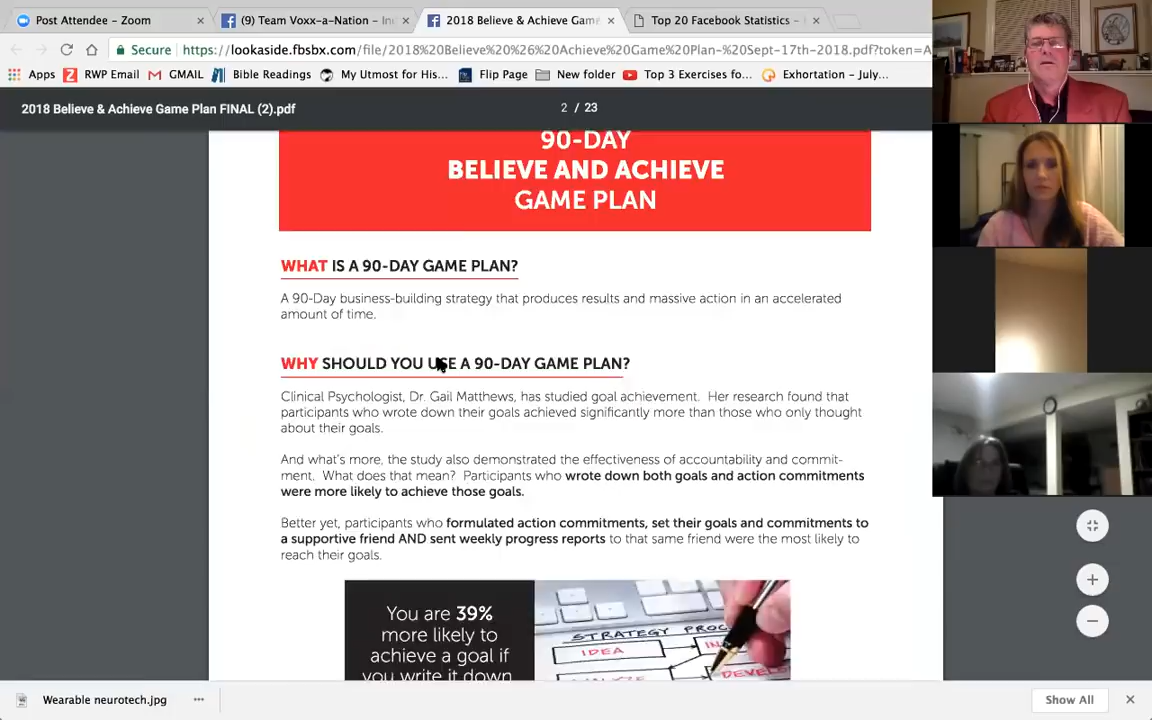 Post Attendee - Zoom
(9) Team Voxx-a-Nation - In
2018 Believe & Achieve Game
Top 20 Facebook Statistics -
Secure
https://lookaside.fbsbx.com/file/2018%20Believe%20%26%20Achieve%20Game%20Plan-%20Sept-17th-2018.pdf?token=A
Apps
RWP Email
GMAIL
Bible Readings
My Utmost for His...
Flip Page
New folder
Top 3 Exercises fo...
Exhortation - July...
2018 Believe & Achieve Game Plan FINAL (2).pdf
2 / 23
90-DAY
BELIEVE AND ACHIEVE
GAME PLAN
WHAT IS A 90-DAY GAME PLAN?
A 90-Day business-building strategy that produces results and massive action in an accelerated
amount of time.
WHY SHOULD YOU USE A 90-DAY GAME PLAN?
Clinical Psychologist, Dr. Gail Matthews, has studied goal achievement. Her research found that
participants who wrote down their goals achieved significantly more than those who only thought
about their goals.
And what's more, the study also demonstrated the effectiveness of accountability and commit-
ment. What does that mean? Participants who wrote down both goals and action commitments
were more likely to achieve those goals.
Better yet, participants who formulated action commitments, set their goals and commitments to
a supportive friend AND sent weekly progress reports to that same friend were the most likely to
reach their goals.
You are 39%
more likely to
achieve a goal if
you write it down
STRATEGY
IDEA
Wearable neurotech.jpg
Show All